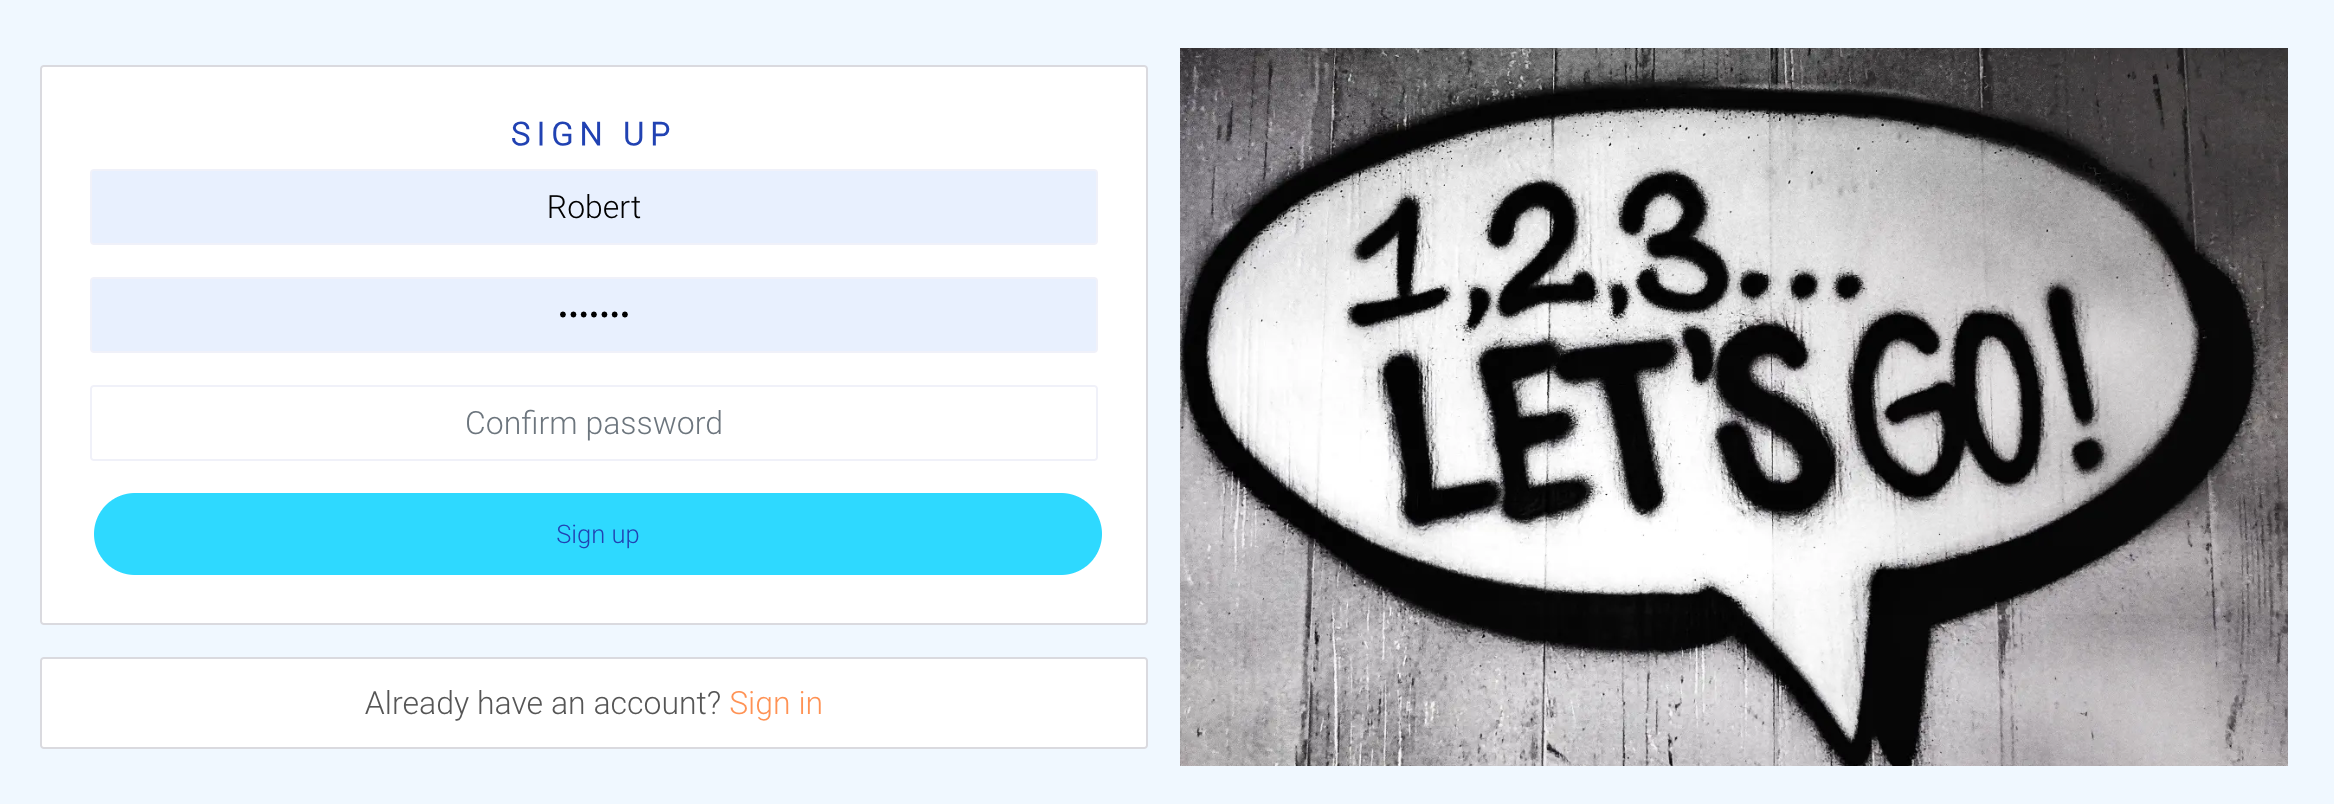 SIGN UP
Robert
•••••••
Confirm password
Sign up
Already have an account? Sign in
1,2,3...
LET'S GO!